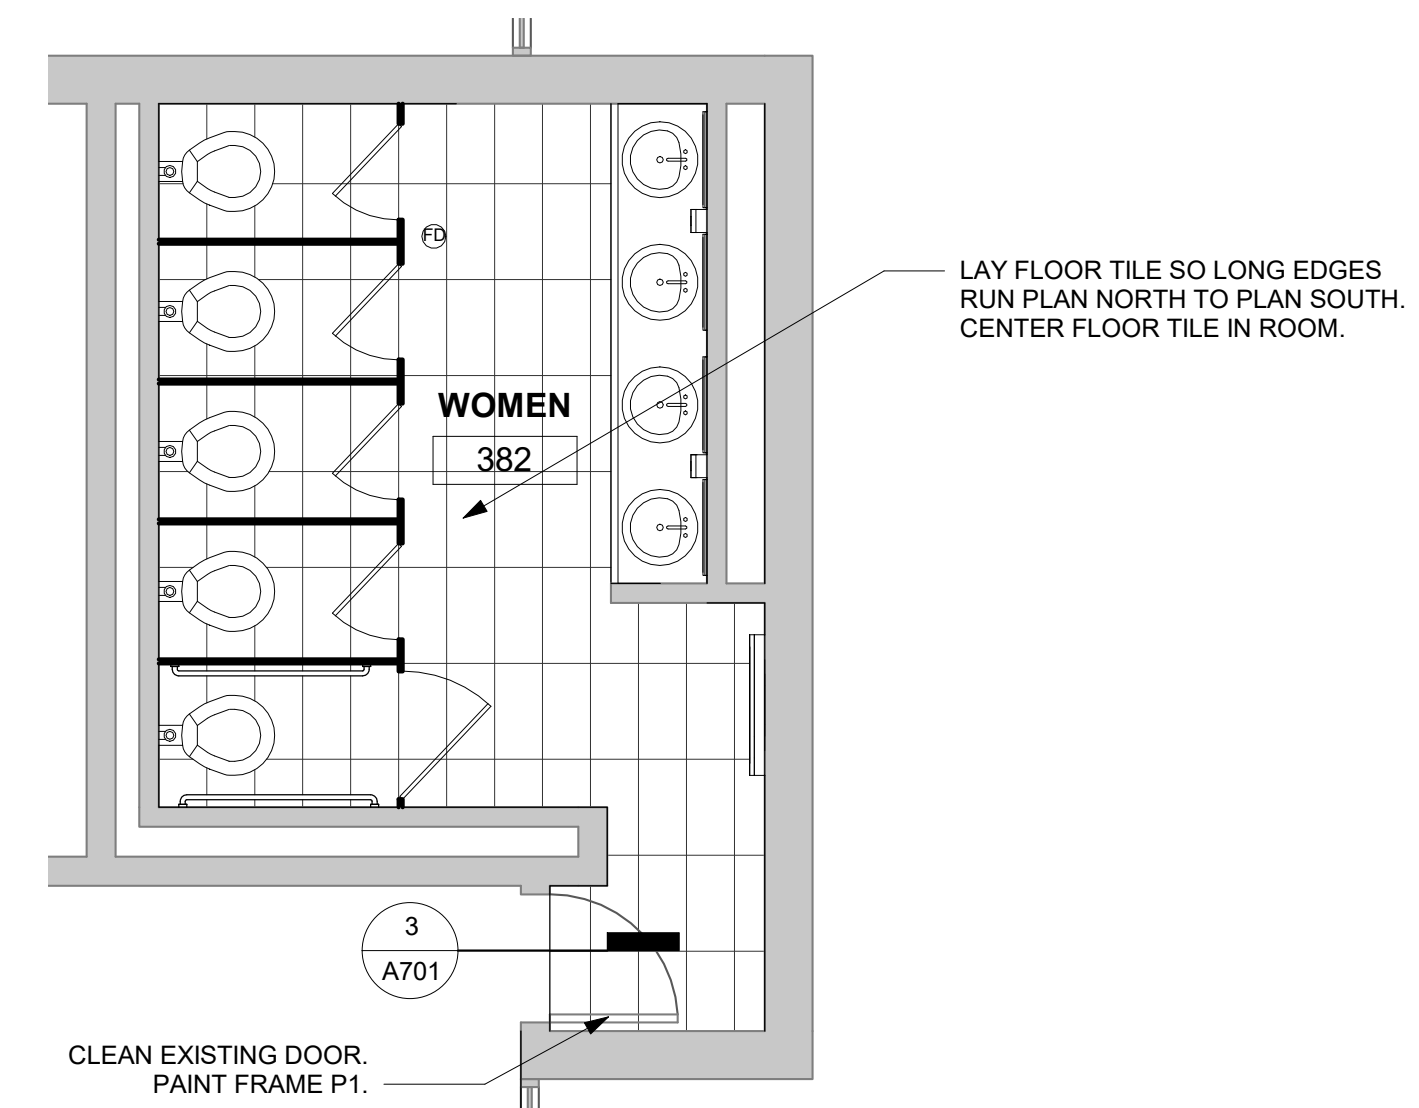 FD
LAY FLOOR TILE SO LONG EDGES
RUN PLAN NORTH TO PLAN SOUTH.
CENTER FLOOR TILE IN ROOM.
WOMEN
382
3
A701
CLEAN EXISTING DOOR.
PAINT FRAME P1.